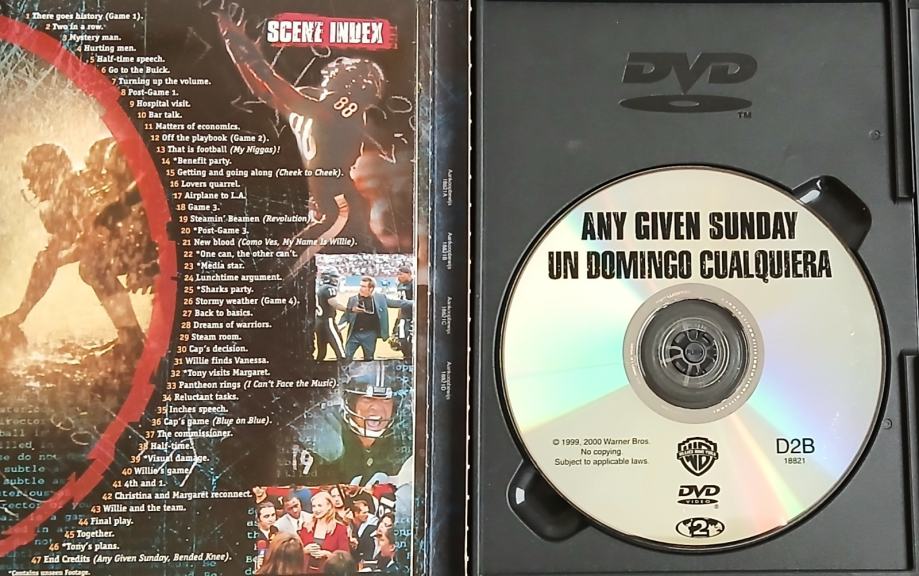 SCENE INDEX
1 There goes history (Game 1).
2 Two in a row.
3 Mystery man.
4 Hurting men.
5 Half-time speech.
6 Go to the Buick.
7 Turning up the volume.
8 Post-Game 1.
9 Hospital visit.
10 Bar talk.
11 Matters of economics.
12 Off the playbook (Game 2).
13 That is football (My Niggas)!
14 *Benefit party.
15 Getting and going along (Cheek to Cheek).
16 Lovers quarrel.
17 Airplane to L.A.
18 Game 3.
19 Steamin' Beamen (Revolution)
20 *Post-Game 3.
21 New blood (Como Ves, My Name Is Willie).
22 *One can, the other can't.
23 *Media star.
24 Lunchtime argument.
25 *Sharks party.
26 Stormy weather (Game 4).
27 Back to basics.
28 Dreams of warriors.
29 Steam room.
30 Cap's decision.
31 Willie finds Vanessa.
32 *Tony visits Margaret.
33 Pantheon rings (I Can't Face the Music).
34 Reluctant tasks.
35 Inches speech.
36 Cap's game (Blue on Blue).
37 The commissioner.
38 Half-time.
39 *Visual damage.
40 Willie's game
41 4th and 1.
42 Christina and Margaret reconnect.
43 Willie and the team.
44 Final play.
45 Together.
46 *Tony's plans.
47 End Credits (Any Given Sunday, Bended Knee).
*Contains unseen Footage.
88
86
DVD
TM
ANY GIVEN SUNDAY
UN DOMINGO CUALQUIERA
PUSH
© 1999, 2000 Warner Bros.
No copying.
Subject to applicable laws.
WB
D2B
18821
DVD
VIDEO
2